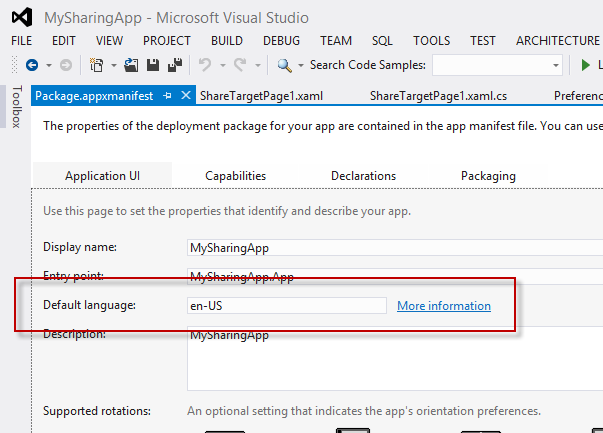 MySharingApp - Microsoft Visual Studio
FILE EDIT VIEW PROJECT BUILD DEBUG TEAM SQL TOOLS TEST ARCHITECTURE
Search Code Samples:
Toolbox
Package.appxmanifest ShareTargetPage1.xaml ShareTargetPage1.xaml.cs Preferenc
The properties of the deployment package for your app are contained in the app manifest file. You can use
Application UI Capabilities Declarations Packaging
Use this page to set the properties that identify and describe your app.
Display name: MySharingApp
Entry point: MySharingApp.App
Default language: en-US More information
Description: MySharingApp
Supported rotations: An optional setting that indicates the app's orientation preferences.